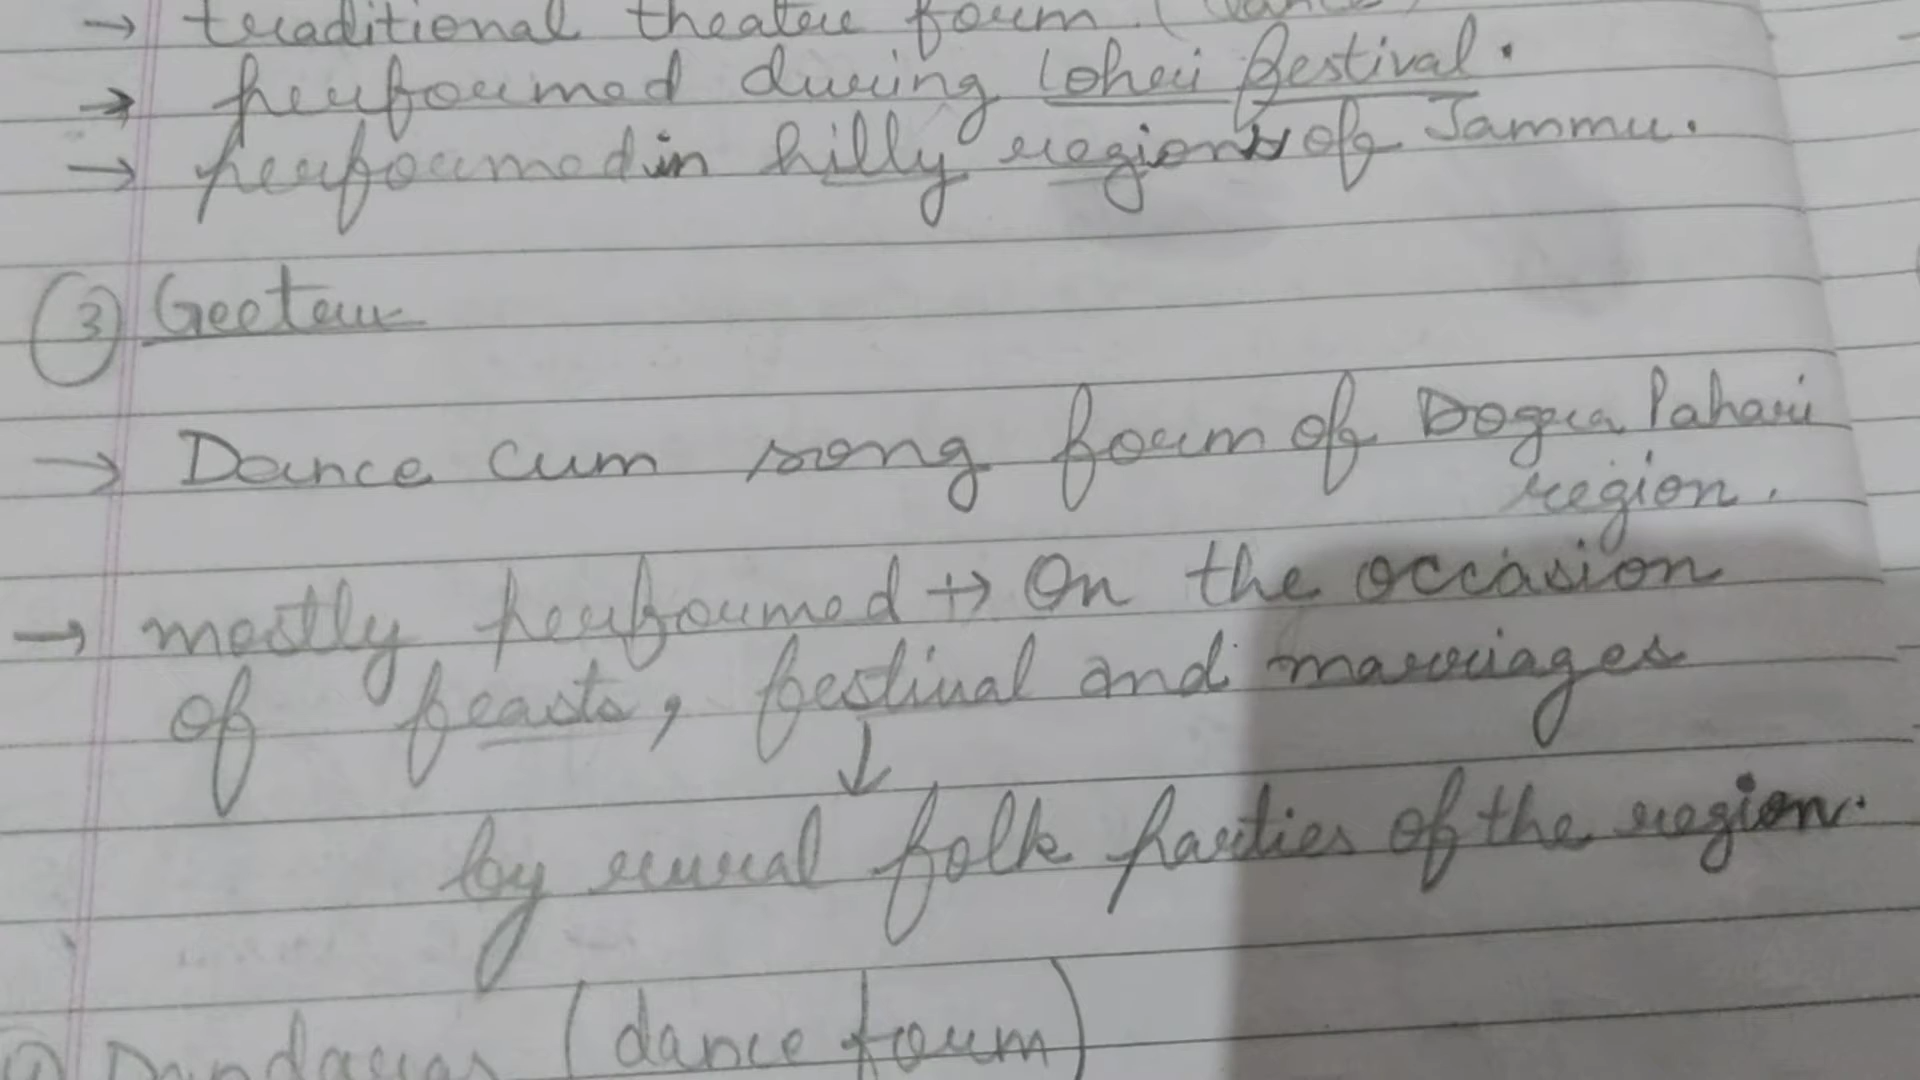 → traditional theatre form (dance)
→ performed during Lohri festival.
→ performed in hilly regions of Jammu.
③ Geetru
→ Dance cum song form of Dogra Pahari
region.
→ mostly performed → On the occasion
of feasts, festival and marriages
↓
by rural folk parties of the region.
(dance form)